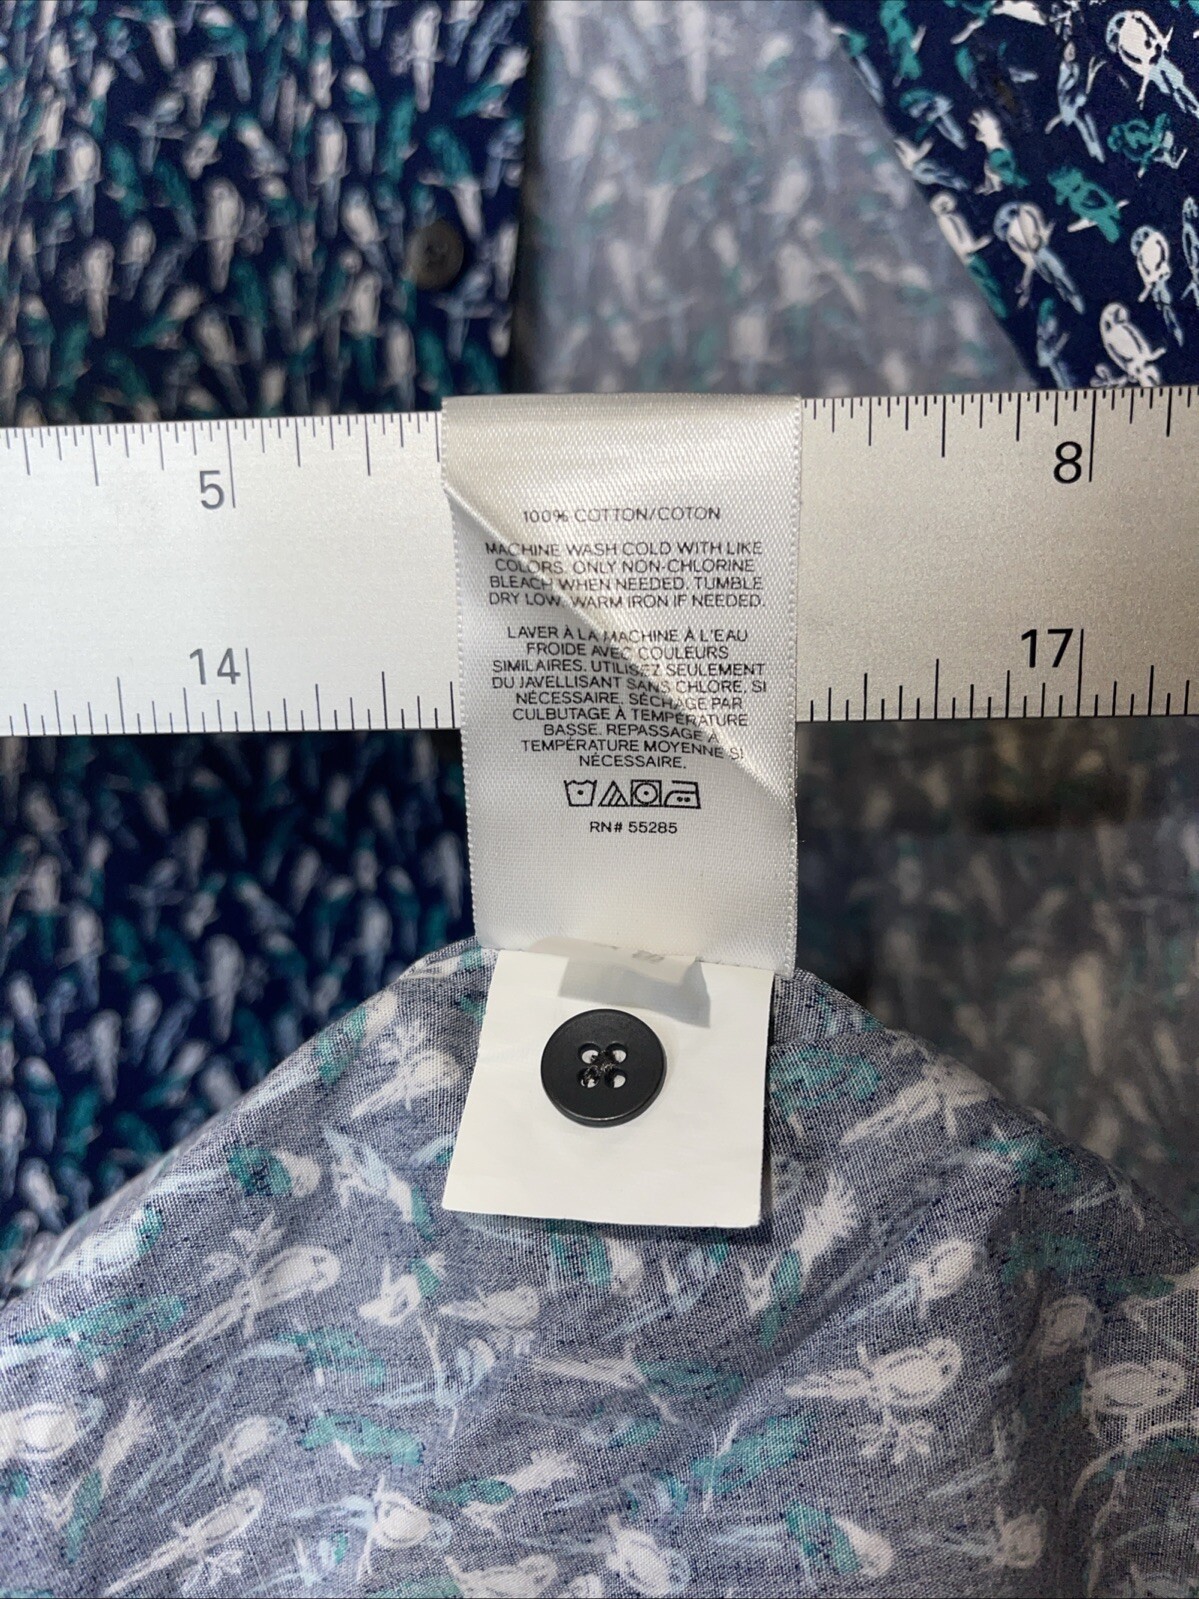 5
8
100% COTTON/COTON
MACHINE WASH COLD WITH LIKE
COLORS. ONLY NON-CHLORINE
BLEACH WHEN NEEDED. TUMBLE
DRY LOW. WARM IRON IF NEEDED.
LAVER À LA MACHINE À L'EAU
FROIDE AVEC COULEURS
SIMILAIRES. UTILISEZ SEULEMENT
DU JAVELLISANT SANS CHLORE, SI
NÉCESSAIRE. SÉCHAGE PAR
CULBUTAGE À TEMPÉRATURE
BASSE. REPASSAGE À
TEMPÉRATURE MOYENNE SI
NÉCESSAIRE.
RN# 55285
14
17